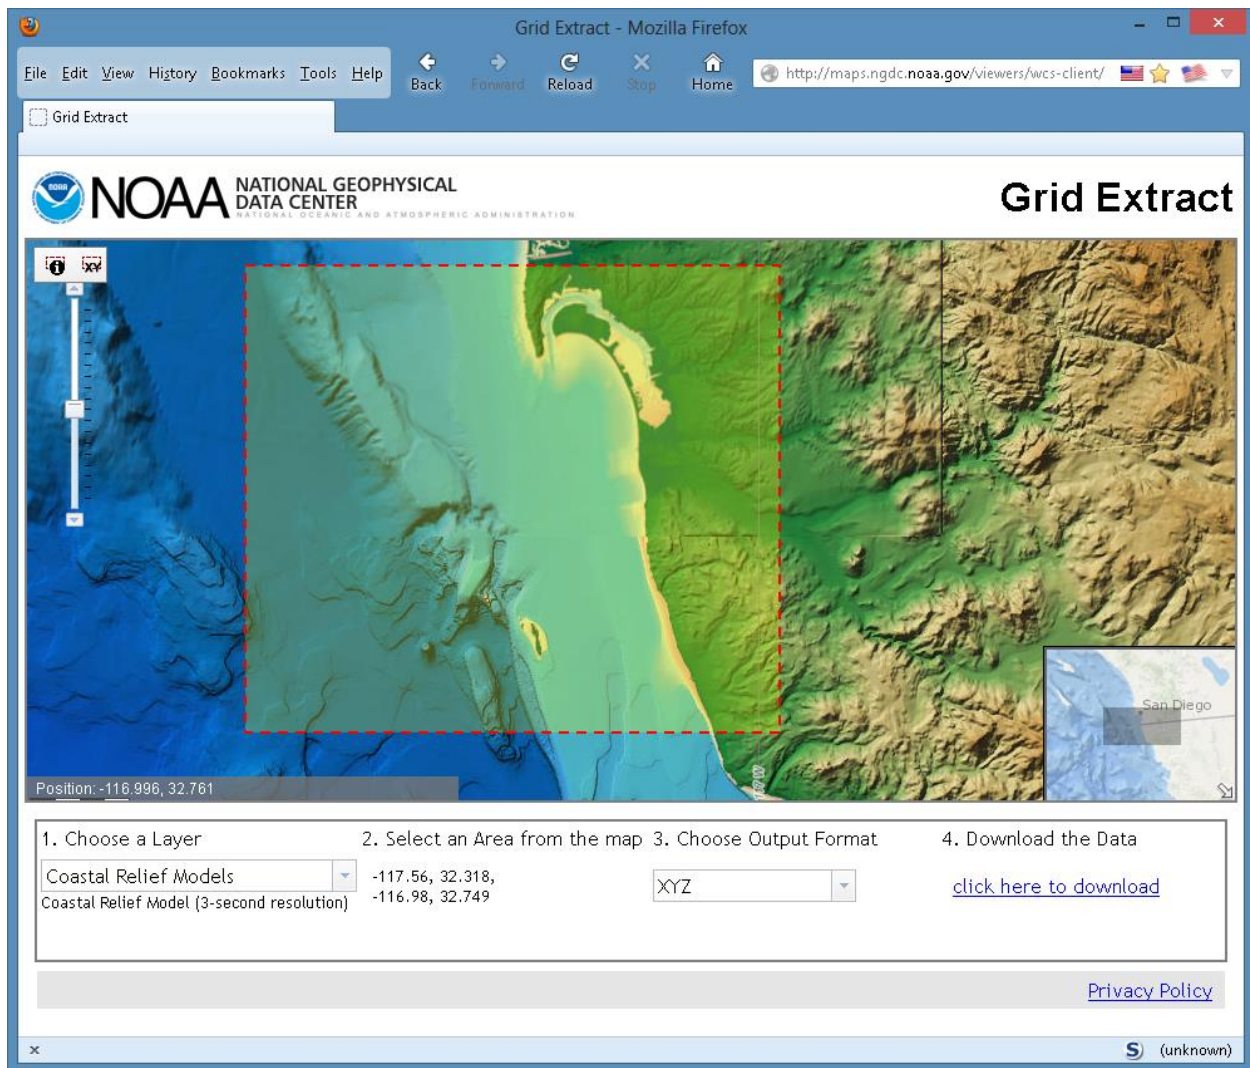 Grid Extract - Mozilla Firefox
File Edit View History Bookmarks Tools Help
Back Forward Reload Stop Home
http://maps.ngdc.noaa.gov/viewers/wcs-client/
Grid Extract
NOAA
NOAA NATIONAL GEOPHYSICAL
DATA CENTER
NATIONAL OCEANIC AND ATMOSPHERIC ADMINISTRATION
Grid Extract
XY
San Diego
Position: -116.996, 32.761
1. Choose a Layer
Coastal Relief Models
Coastal Relief Model (3-second resolution)
2. Select an Area from the map
-117.56, 32.318,
-116.98, 32.749
3. Choose Output Format
XYZ
4. Download the Data
click here to download
Privacy Policy
x
S (unknown)